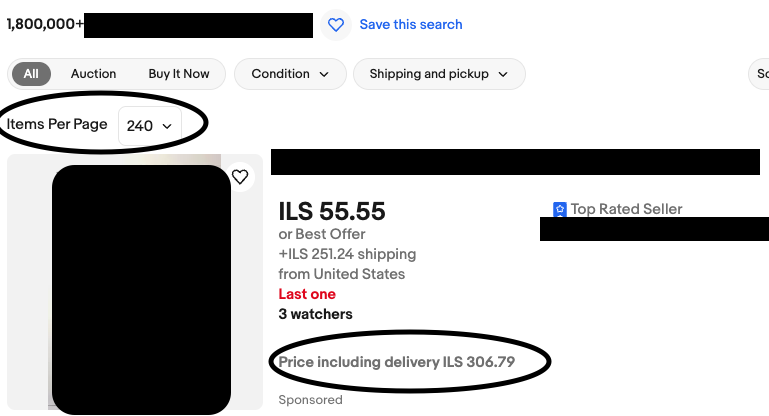 1,800,000+
Save this search
All Auction Buy It Now Condition Shipping and pickup So
Items Per Page 240
ILS 55.55
Top Rated Seller
or Best Offer
+ILS 251.24 shipping
from United States
Last one
3 watchers
Price including delivery ILS 306.79
Sponsored